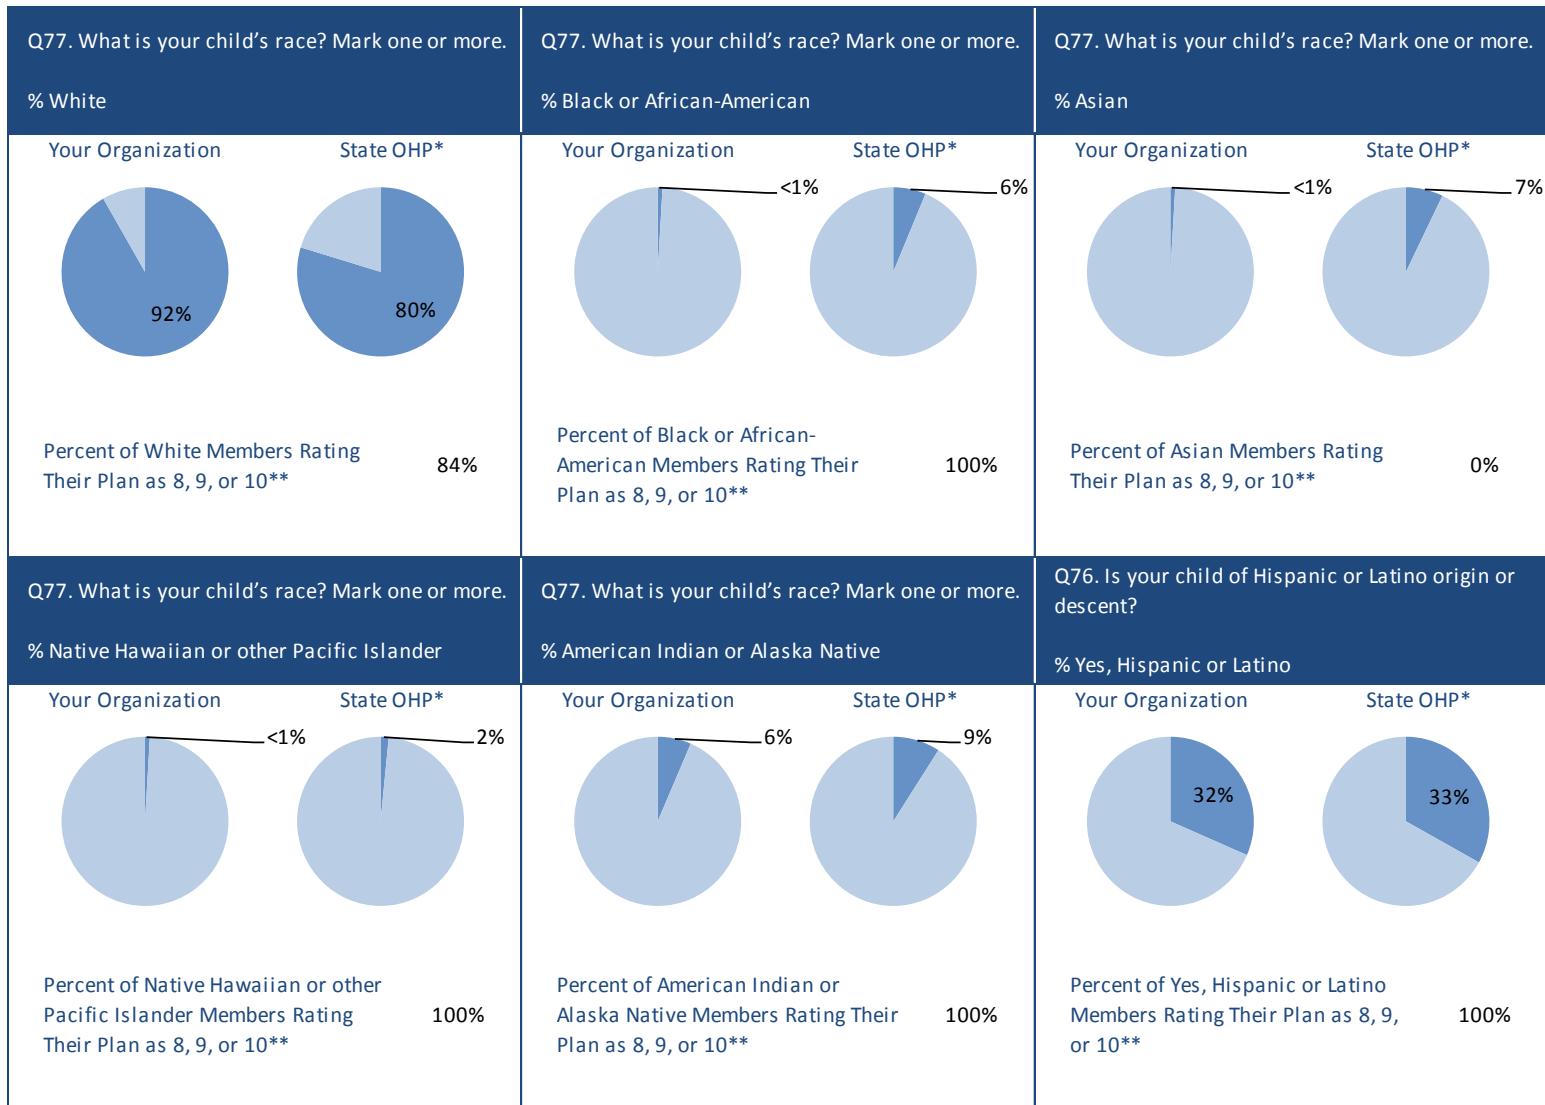 Q77. What is your child’s race? Mark one or more.
% White
Your Organization
State OHP*
92%
80%
Percent of White Members Rating
Their Plan as 8, 9, or 10**
84%
Q77. What is your child’s race? Mark one or more.
% Black or African-American
Your Organization
State OHP*
<1%
6%
Percent of Black or African-
American Members Rating Their
Plan as 8, 9, or 10**
100%
Q77. What is your child’s race? Mark one or more.
% Asian
Your Organization
State OHP*
<1%
7%
Percent of Asian Members Rating
Their Plan as 8, 9, or 10**
0%
Q77. What is your child’s race? Mark one or more.
% Native Hawaiian or other Pacific Islander
Your Organization
State OHP*
<1%
2%
Percent of Native Hawaiian or other
Pacific Islander Members Rating
Their Plan as 8, 9, or 10**
100%
Q77. What is your child’s race? Mark one or more.
% American Indian or Alaska Native
Your Organization
State OHP*
6%
9%
Percent of American Indian or
Alaska Native Members Rating Their
Plan as 8, 9, or 10**
100%
Q76. Is your child of Hispanic or Latino origin or
descent?
% Yes, Hispanic or Latino
Your Organization
State OHP*
32%
33%
Percent of Yes, Hispanic or Latino
Members Rating Their Plan as 8, 9,
or 10**
100%